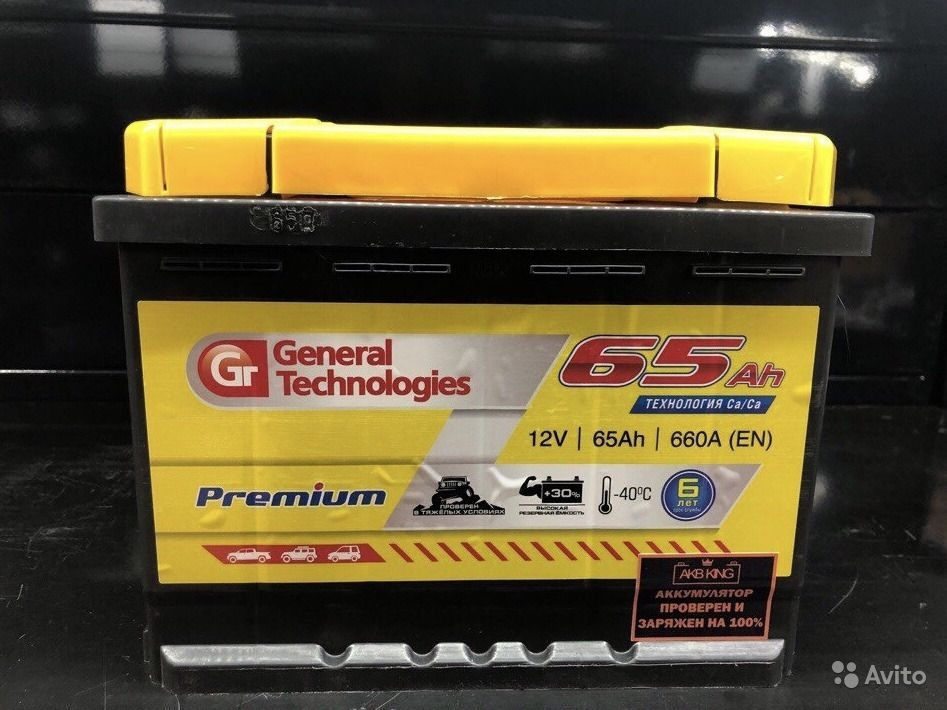 GT
General
Technologies
65Ah
ТЕХНОЛОГИЯ Ca/Ca
12V | 65Ah | 660A (EN)
Premium
ПРОВЕРЕН
В ТЯЖЁЛЫХ УСЛОВИЯХ
+30%
ВЫСОКАЯ
РЕЗЕРВНАЯ ЁМКОСТЬ
-40°C
6
лет
AKB KING
АККУМУЛЯТОР
ПРОВЕРЕН И
ЗАРЯЖЕН НА 100%
Avito